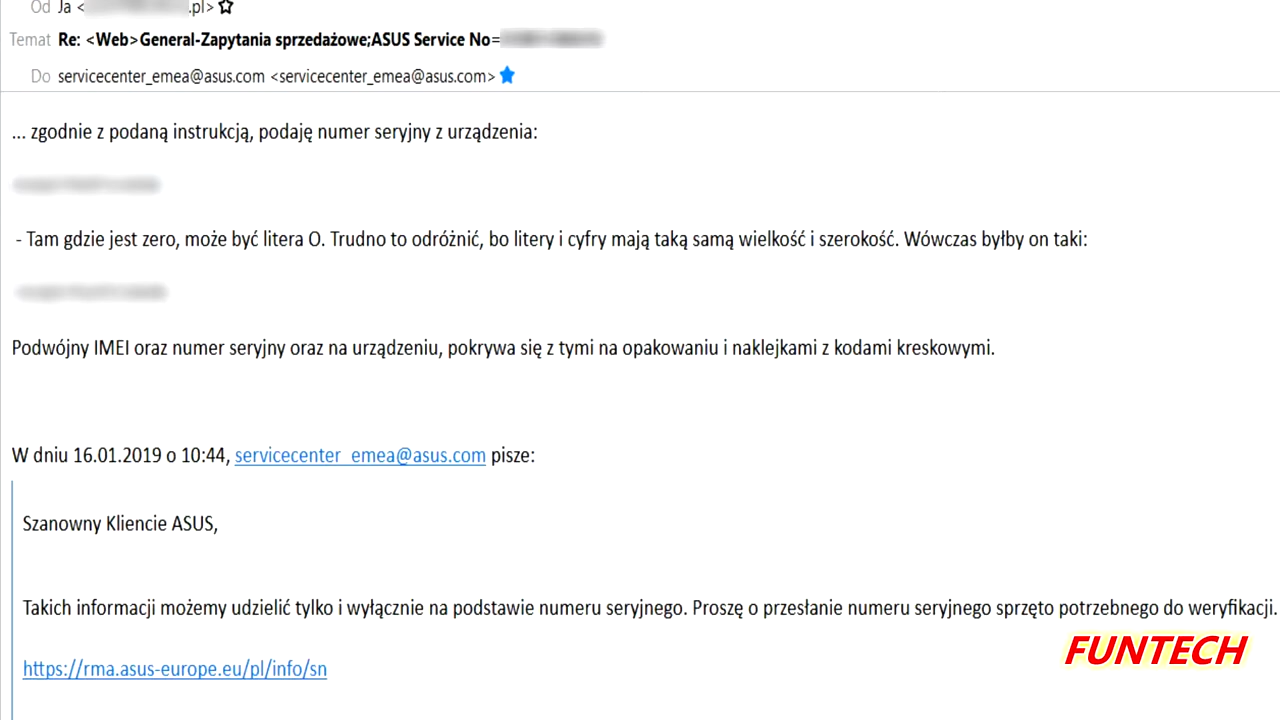 Od Ja < .pl>
Temat Re: <Web>General-Zapytania sprzedażowe;ASUS Service No=
Do servicecenter_emea@asus.com <servicecenter_emea@asus.com>
... zgodnie z podaną instrukcją, podaję numer seryjny z urządzenia:
- Tam gdzie jest zero, może być litera O. Trudno to odróżnić, bo litery i cyfry mają taką samą wielkość i szerokość. Wówczas byłby on taki:
Podwójny IMEI oraz numer seryjny oraz na urządzeniu, pokrywa się z tymi na opakowaniu i naklejkami z kodami kreskowymi.
W dniu 16.01.2019 o 10:44, servicecenter_emea@asus.com pisze:
Szanowny Kliencie ASUS,
Takich informacji możemy udzielić tylko i wyłącznie na podstawie numeru seryjnego. Proszę o przesłanie numeru seryjnego sprzęto potrzebnego do weryfikacji.
FUNTECH
https://rma.asus-europe.eu/pl/info/sn